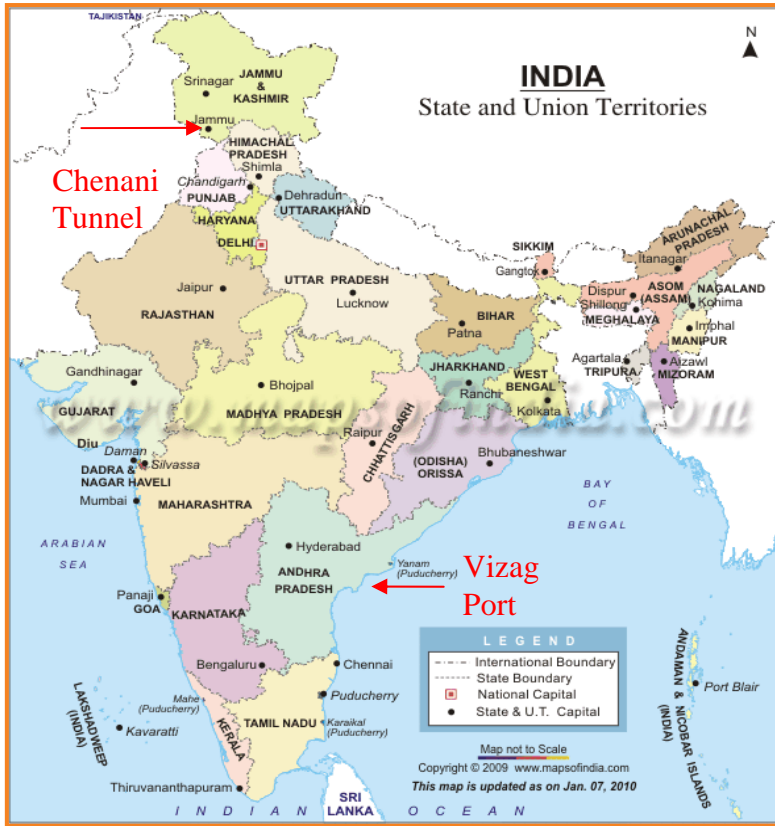 TAJIKISTAN
N
INDIA
State and Union Territories
JAMMU
&
KASHMIR
Srinagar
Jammu
Chenani
Tunnel
HIMACHAL
PRADESH
Shimla
Chandigarh
PUNJAB
Dehradun
UTTARAKHAND
HARYANA
DELHI
ARUNACHAL
PRADESH
Itanagar
SIKKIM
Gangtok
UTTAR PRADESH
Lucknow
Jaipur
RAJASTHAN
Dispur
ASOM
(ASSAM)
NAGALAND
Shillong
Kohima
MEGHALAYA
BIHAR
Patna
Imphal
MANIPUR
Agartala
Aizawl
TRIPURA
MIZORAM
JHARKHAND
Ranchi
WEST
BENGAL
Kolkata
Gandhinagar
GUJARAT
Bhojpal
MADHYA PRADESH
www.mapsofindia.com
Diu
Daman
Silvassa
DADRA &
NAGAR HAVELI
Raipur
CHHATTISGARH
(ODISHA)
ORISSA
Bhubaneshwar
Mumbai
MAHARASHTRA
BAY
OF
BENGAL
ARABIAN
SEA
Hyderabad
ANDHRA
PRADESH
Yanam
(Puducherry)
Vizag
Port
Panaji
GOA
KARNATAKA
Bengaluru
Chennai
LEGEND
International Boundary
State Boundary
National Capital
State & U.T. Capital
ANDAMAN & NICOBAR ISLANDS
(INDIA)
Port Blair
LAKSHADWEEP
(INDIA)
Kavaratti
Mahe
(Puducherry)
Puducherry
KERALA
TAMIL NADU
Karaikal
(Puducherry)
Map not to Scale
Copyright © 2009 www.mapsofindia.com
This map is updated as on Jan. 07, 2010
Thiruvananthapuram
SRI
LANKA
INDIAN OCEAN